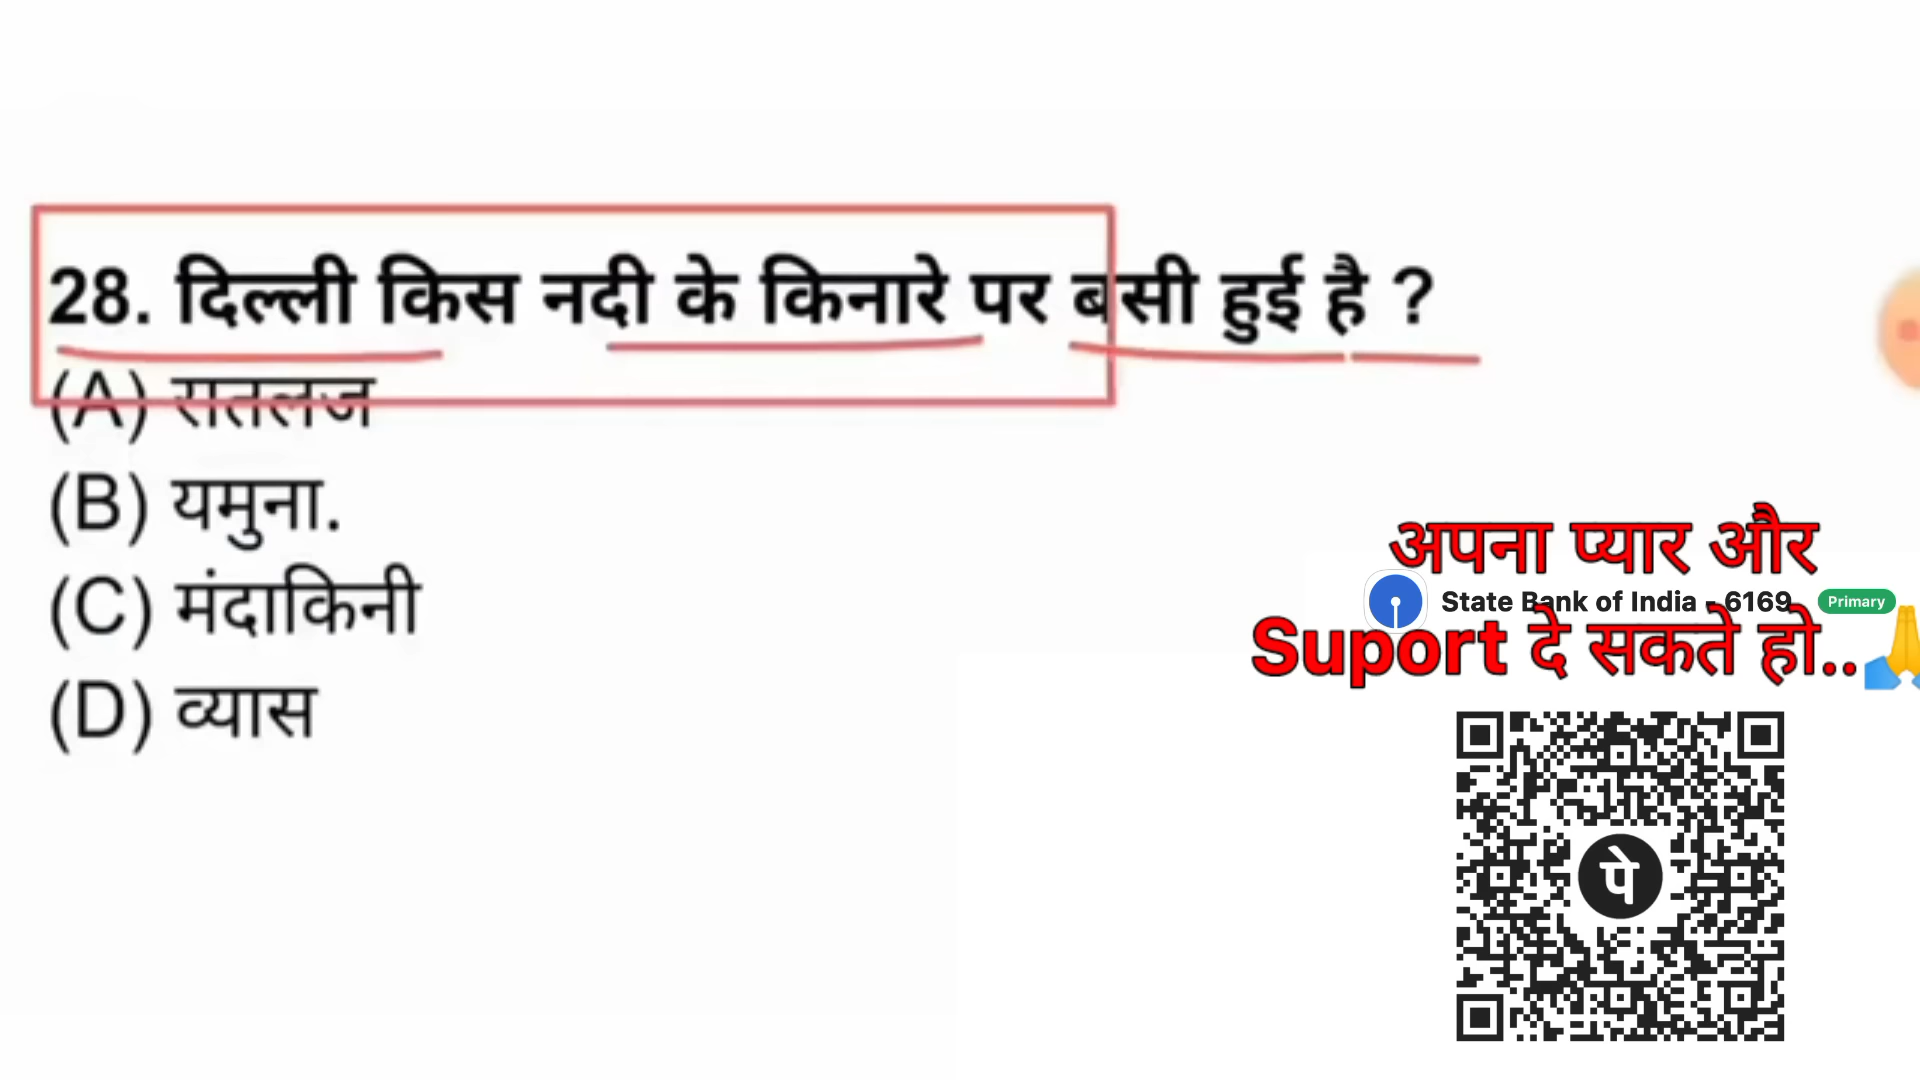 28. दिल्ली किस नदी के किनारे पर बसी हुई है ?
(A) सतलज
(B) यमुना.
(C) मंदाकिनी
(D) व्यास
अपना प्यार और
State Bank of India - 6169 Primary
Suport दे सकते हो..🙏
पे